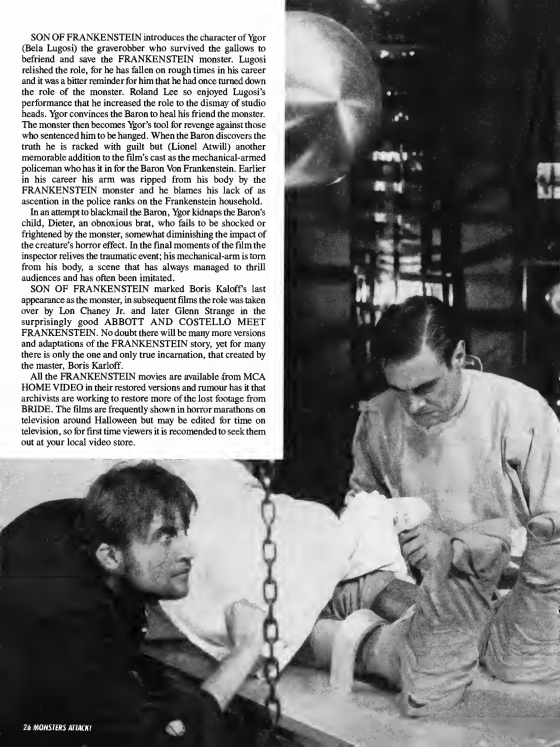 SON OF FRANKENSTEIN introduces the character of Ygor
(Bela Lugosi) the graverobber who survived the gallows to
befriend and save the FRANKENSTEIN monster. Lugosi
relished the role, for he has fallen on rough times in his career
and it was a bitter reminder for him that he had once turned down
the role of the monster. Roland Lee so enjoyed Lugosi's
performance that he increased the role to the dismay of studio
heads. Ygor convinces the Baron to heal his friend the monster.
The monster then becomes Ygor's tool for revenge against those
who sentenced him to be hanged. When the Baron discovers the
truth he is racked with guilt but (Lionel Atwill) another
memorable addition to the film's cast as the mechanical-armed
policeman who has it in for the Baron Von Frankenstein. Earlier
in his career his arm was ripped from his body by the
FRANKENSTEIN monster and he blames his lack of as
ascention in the police ranks on the Frankenstein household.
In an attempt to blackmail the Baron, Ygor kidnaps the Baron's
child, Dieter, an obnoxious brat, who fails to be shocked or
frightened by the monster, somewhat diminishing the impact of
the creature's horror effect. In the final moments of the film the
inspector relives the traumatic event; his mechanical-arm is torn
from his body, a scene that has always managed to thrill
audiences and has often been imitated.
SON OF FRANKENSTEIN marked Boris Kaloff's last
appearance as the monster, in subsequent films the role was taken
over by Lon Chaney Jr. and later Glenn Strange in the
surprisingly good ABBOTT AND COSTELLO MEET
FRANKENSTEIN. No doubt there will be many more versions
and adaptations of the FRANKENSTEIN story, yet for many
there is only the one and only true incarnation, that created by
the master, Boris Karloff.
All the FRANKENSTEIN movies are available from MCA
HOME VIDEO in their restored versions and rumour has it that
archivists are working to restore more of the lost footage from
BRIDE. The films are frequently shown in horror marathons on
television around Halloween but may be edited for time on
television, so for first time viewers it is recomended to seek them
out at your local video store.
26 MONSTERS ATTACK!